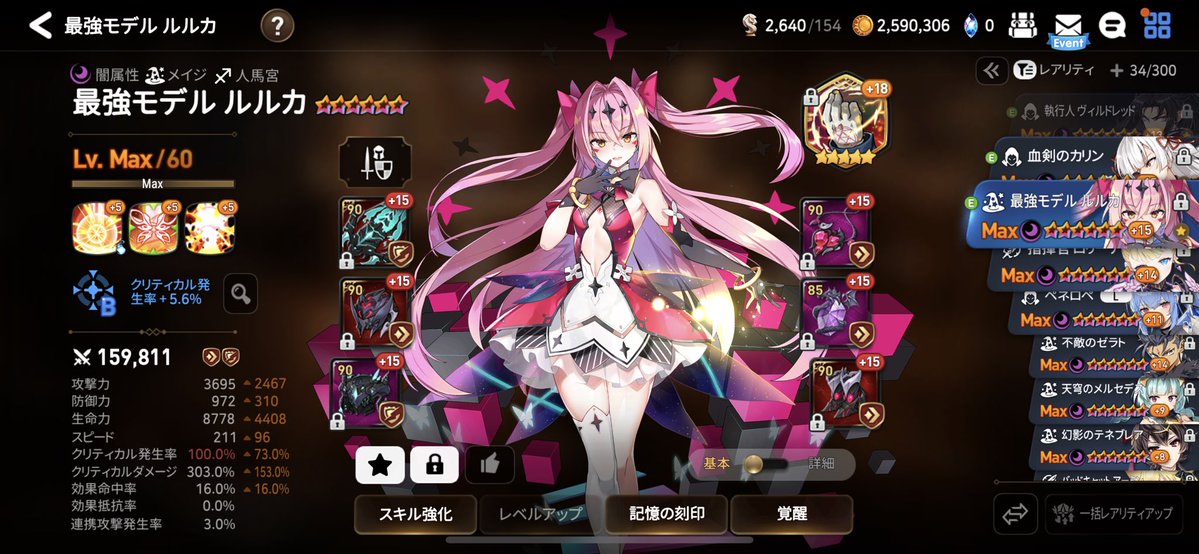 最強モデル ルルカ
?
2,640/154
2,590,306
0
Event
闇属性 メイジ 人馬宮
最強モデル ルルカ
Lv. Max/60
Max
+5
+5
+5
B
クリティカル発
生率+5.6%
159,811
攻撃力 3695 2467
防御力 972 310
生命力 8778 4408
スピード 211 96
クリティカル発生率 100.0% 73.0%
クリティカルダメージ 303.0% 153.0%
効果命中率 16.0% 16.0%
効果抵抗率 0.0%
連携攻撃発生率 3.0%
90 +15
90 +15
90 +15
+18
90 +15
85 +15
90 +15
基本
詳細
スキル強化
レベルアップ
記憶の刻印
覚醒
レアリティ
34/300
E
執行人 ヴィルドレッド
Max
E
血剣のカリン
E
最強モデル ルルカ
Max +15
Max +14
Max +11
不敵のゼラト
Max +14
天穹のメルセデ
Max +9
幻影のテネブレア
Max +8
一括レアリティアップ